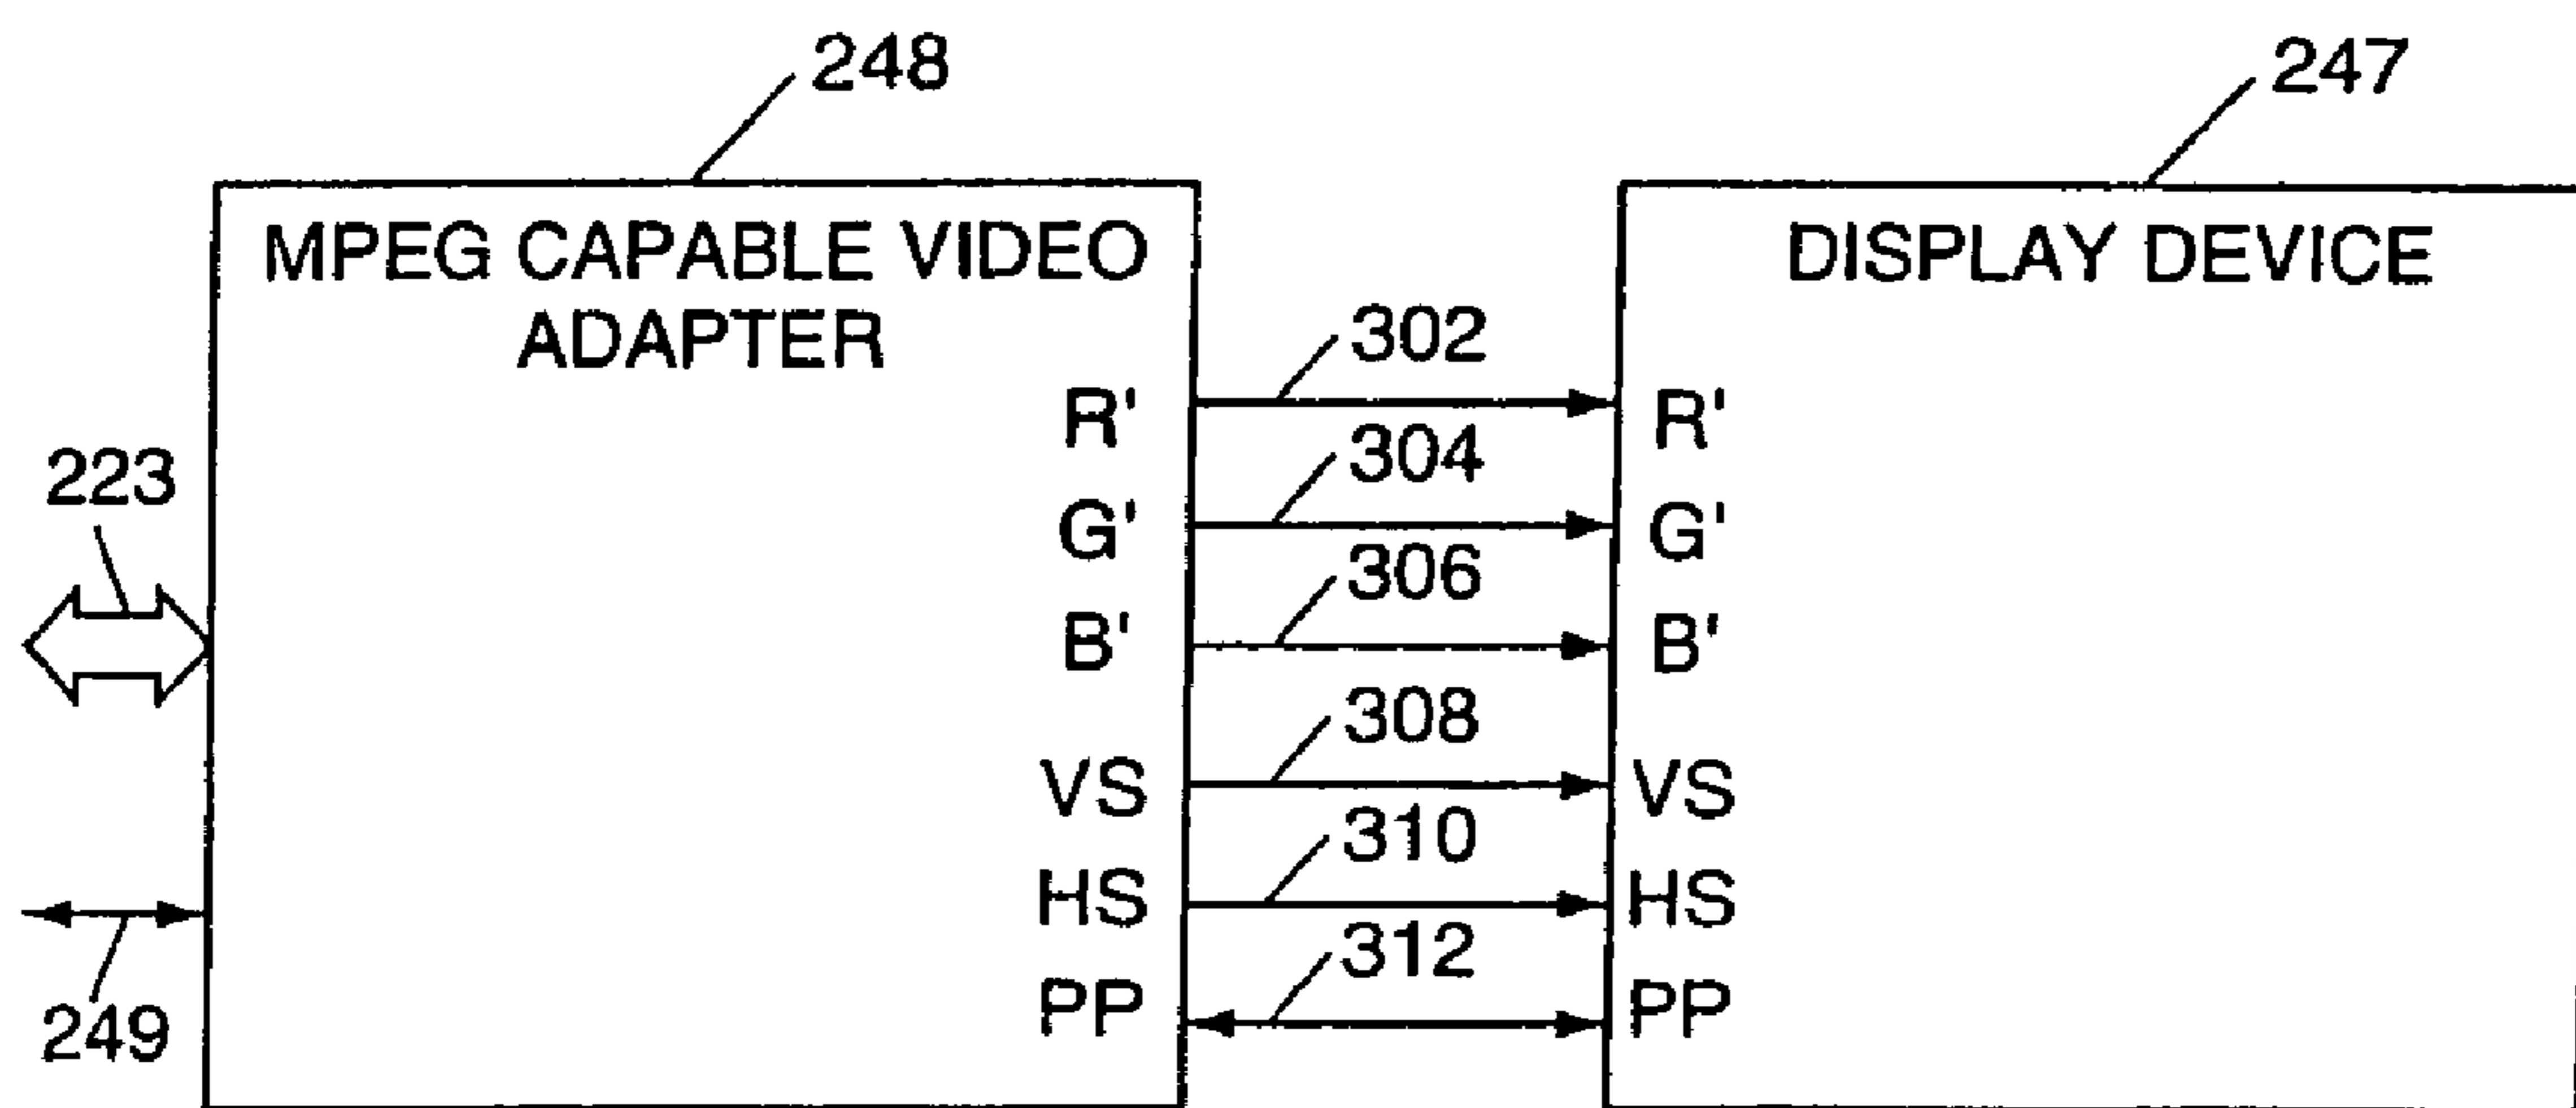 248
247
MPEG CAPABLE VIDEO
ADAPTER
DISPLAY DEVICE
302
R'
R'
304
G'
G'
306
B'
B'
223
308
VS
VS
310
HS
HS
312
PP
PP
249